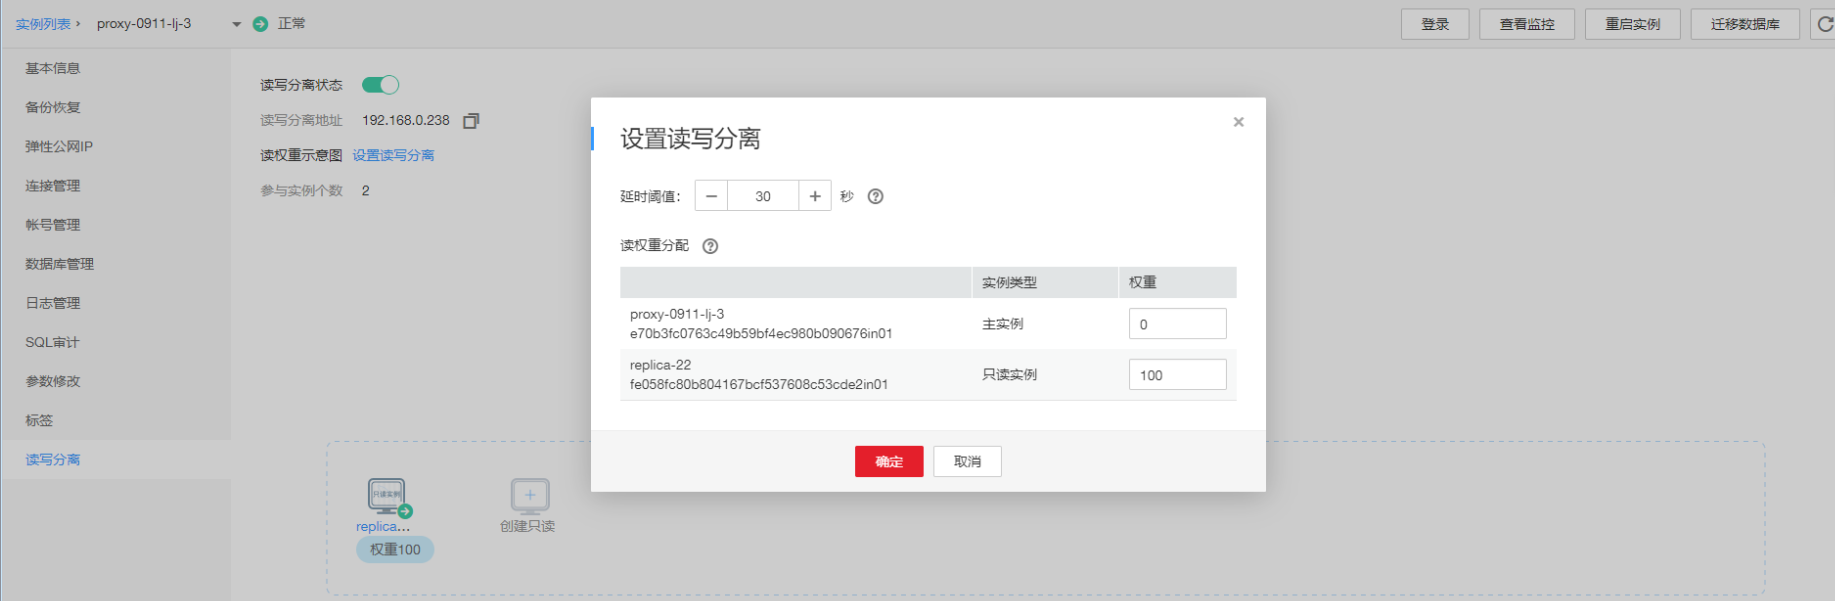 实例列表 › proxy-0911-lj-3 正常 登录 查看监控 重启实例 迁移数据库
基本信息
备份恢复
弹性公网IP
连接管理
帐号管理
数据库管理
日志管理
SQL审计
参数修改
标签
读写分离
读写分离状态
读写分离地址 192.168.0.238
读权重示意图 设置读写分离
参与实例个数 2
设置读写分离
×
延时阈值： − 30 + 秒 ?
读权重分配 ?
实例类型 权重
proxy-0911-lj-3
e70b3fc0763c49b59bf4ec980b090676in01
主实例 0
replica-22
fe058fc80b804167bcf537608c53cde2in01
只读实例 100
确定 取消
只读实例
replica...
权重100
+
创建只读